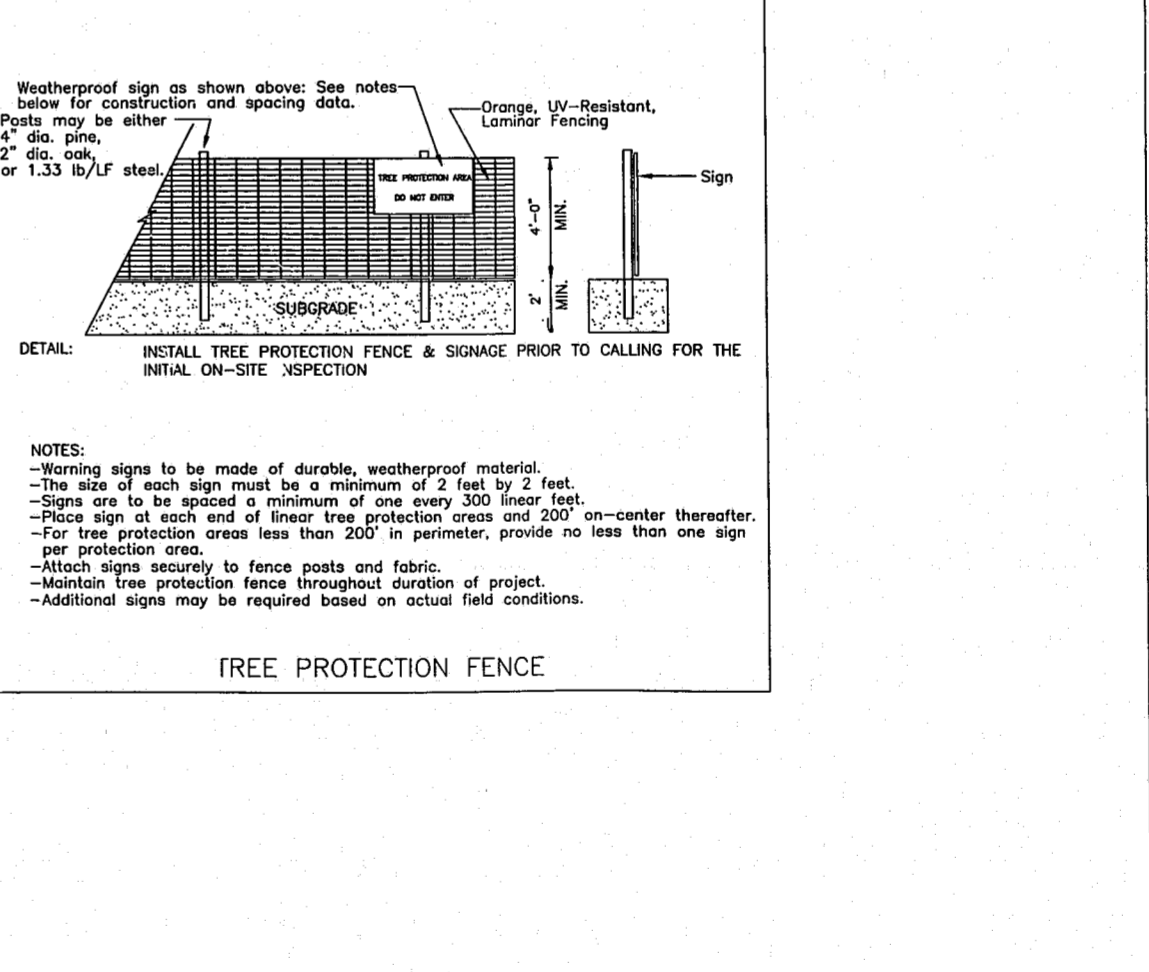 Weatherproof sign as shown above: See notes
below for construction and spacing data.
Posts may be either
4" dia. pine,
2" dia. oak,
or 1.33 lb/LF steel.
Orange, UV-Resistant,
Laminar Fencing
TREE PROTECTION AREA
DO NOT ENTER
4'-0"
MIN.
2'
MIN.
Sign
SUBGRADE
DETAIL:
INSTALL TREE PROTECTION FENCE & SIGNAGE PRIOR TO CALLING FOR THE
INITIAL ON-SITE NSPECTION
NOTES:
-Warning signs to be made of durable, weatherproof material.
-The size of each sign must be a minimum of 2 feet by 2 feet.
-Signs are to be spaced a minimum of one every 300 linear feet.
-Place sign at each end of linear tree protection areas and 200' on-center thereafter.
-For tree protection areas less than 200' in perimeter, provide no less than one sign
per protection area.
-Attach signs securely to fence posts and fabric.
-Maintain tree protection fence throughout duration of project.
-Additional signs may be required based on actual field conditions.
TREE PROTECTION FENCE